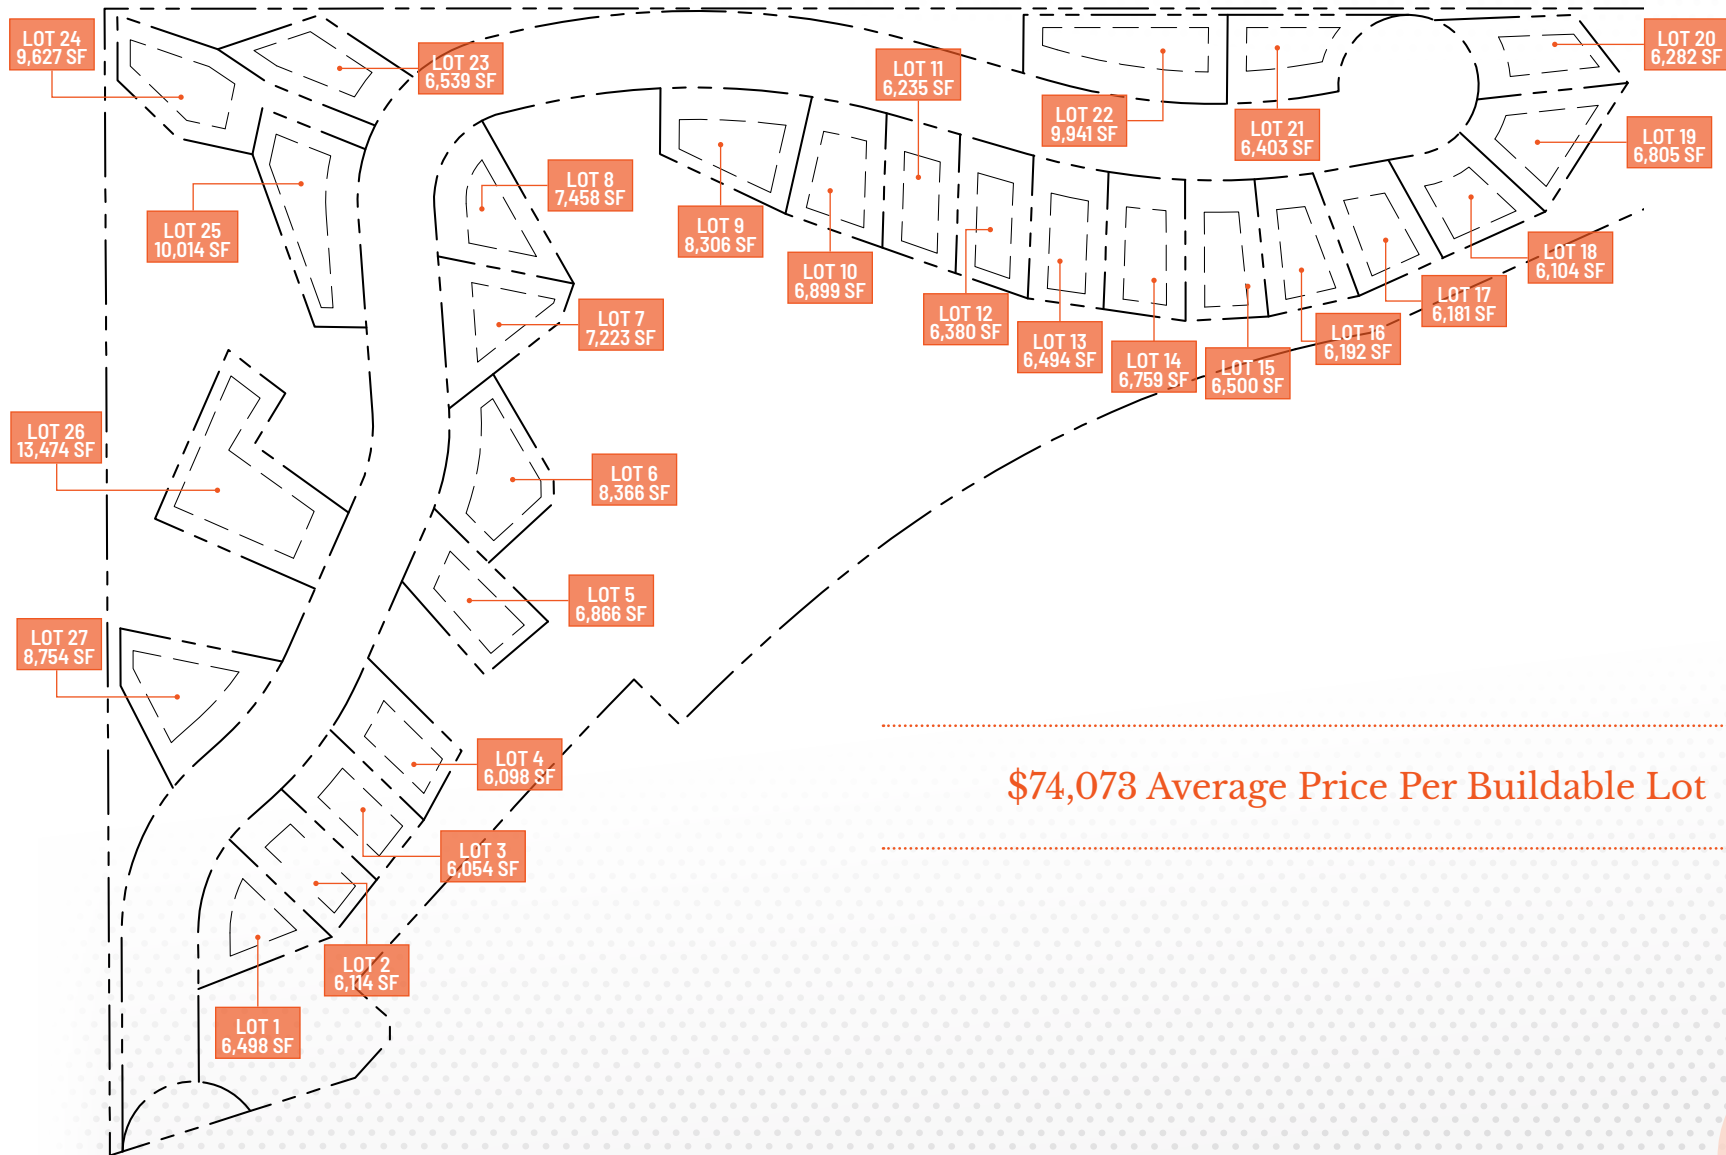 LOT 24
9,627 SF
LOT 23
6,539 SF
LOT 11
6,235 SF
LOT 22
9,941 SF
LOT 21
6,403 SF
LOT 20
6,282 SF
LOT 19
6,805 SF
LOT 25
10,014 SF
LOT 8
7,458 SF
LOT 9
8,306 SF
LOT 10
6,899 SF
LOT 18
6,104 SF
LOT 17
6,181 SF
LOT 12
6,380 SF
LOT 7
7,223 SF
LOT 13
6,494 SF
LOT 16
6,192 SF
LOT 14
6,759 SF
LOT 15
6,500 SF
LOT 26
13,474 SF
LOT 6
8,366 SF
LOT 5
6,866 SF
LOT 27
8,754 SF
LOT 4
6,098 SF
$74,073 Average Price Per Buildable Lot
LOT 3
6,054 SF
LOT 2
6,114 SF
LOT 1
6,498 SF